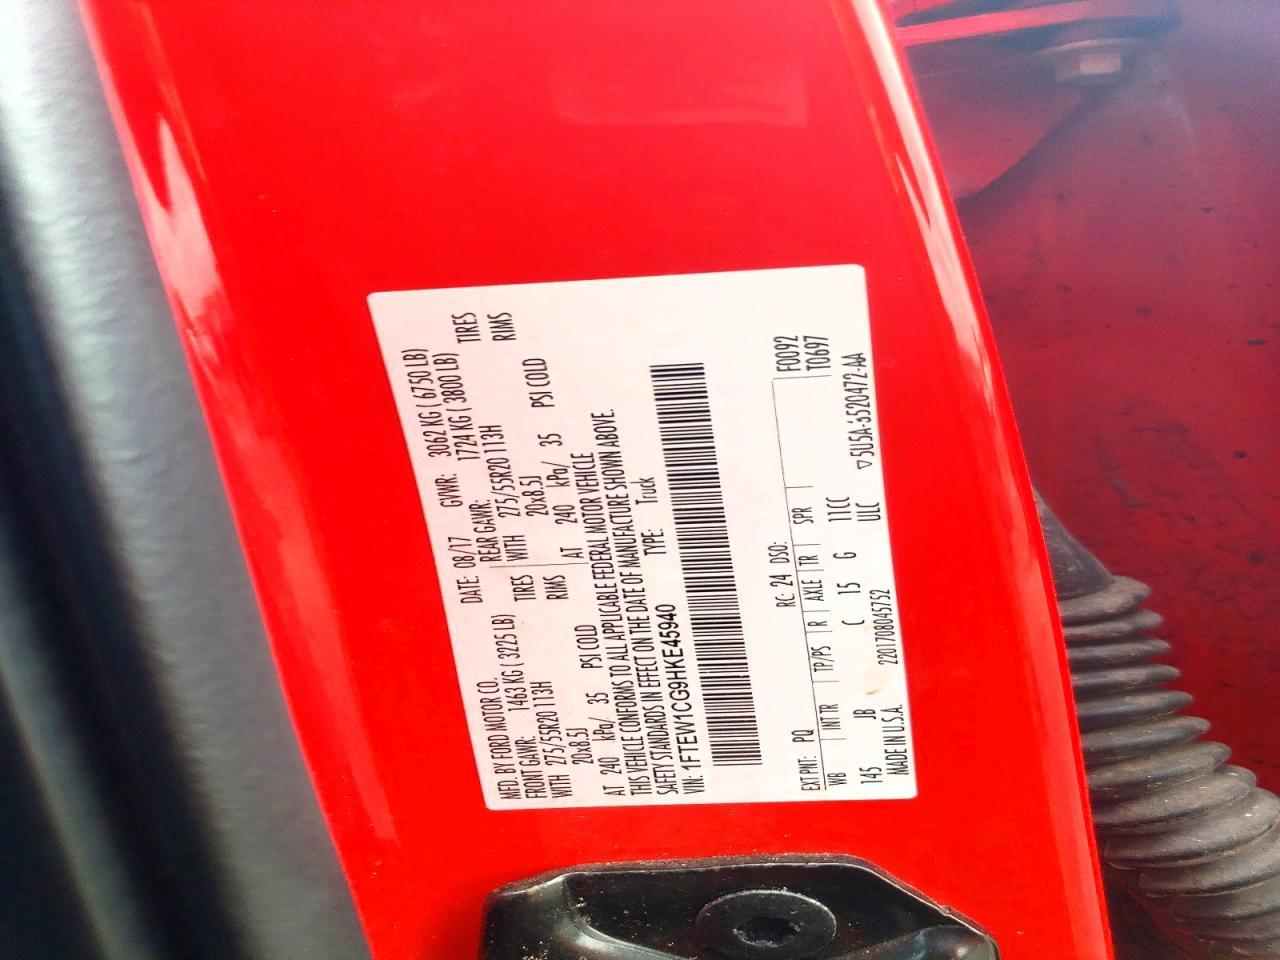 MFD. BY FORD MOTOR CO. DATE: 08/17 GVWR: 3062 KG ( 6750 LB)
FRONT GAWR: 1463 KG ( 3225 LB) REAR GAWR: 1724 KG ( 3800 LB)
WITH 275/55R20 113H TIRES WITH 275/55R20 113H TIRES
20x8.5J RIMS 20x8.5J RIMS
AT 240 kPa/ 35 PSI COLD AT 240 kPa/ 35 PSI COLD
THIS VEHICLE CONFORMS TO ALL APPLICABLE FEDERAL MOTOR VEHICLE
SAFETY STANDARDS IN EFFECT ON THE DATE OF MANUFACTURE SHOWN ABOVE.
VIN: 1FTEW1CG9HKE45940 TYPE: Truck
EXT PNT: PQ RC: 24 DSO: F0092
WB INT TR TP/PS R AXLE TR SPR T0697
145 JB C 15 G 11CC
MADE IN U.S.A. 2201708045752 ULC ▽5U5A-3520472-AA